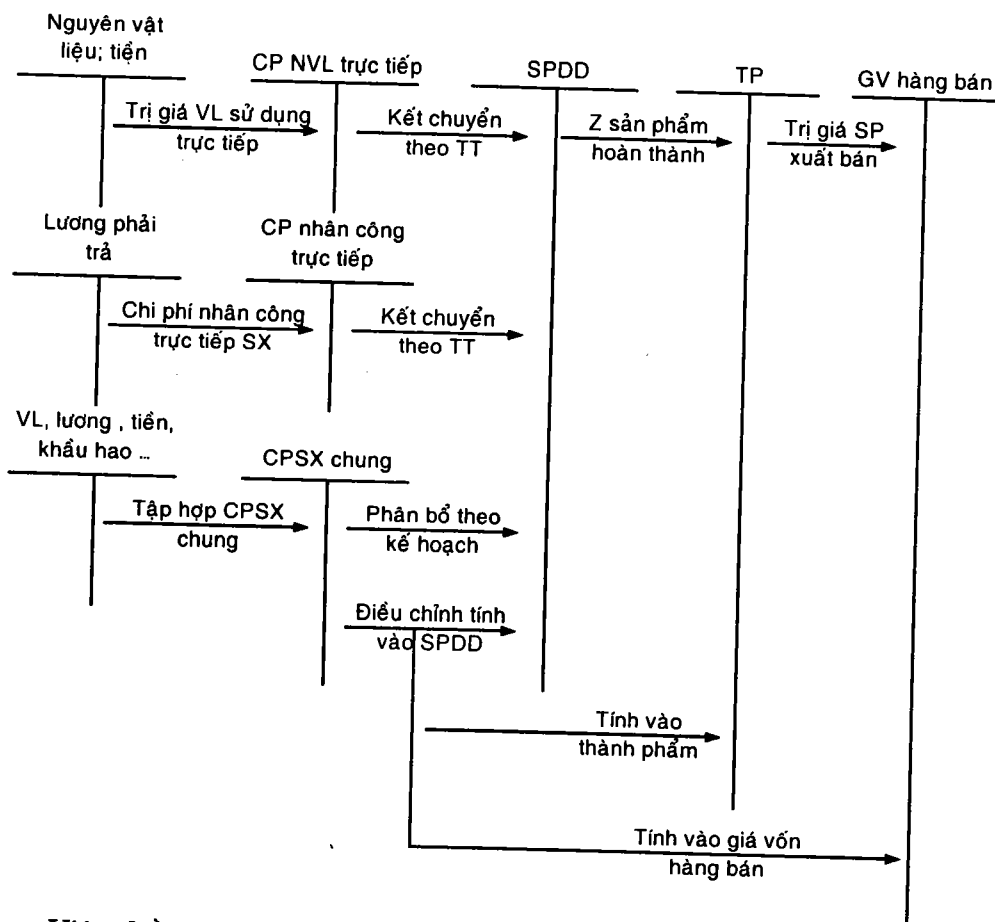 Nguyên vật
liệu; tiền
CP NVL trực tiếp
SPDD
TP
GV hàng bán
Trị giá VL sử dụng
trực tiếp
Kết chuyển
theo TT
Z sản phẩm
hoàn thành
Trị giá SP
xuất bán
Lương phải
trả
CP nhân công
trực tiếp
Chi phí nhân công
trực tiếp SX
Kết chuyển
theo TT
VL, lương , tiền,
khẩu hao ...
CPSX chung
Tập hợp CPSX
chung
Phân bổ theo
kế hoạch
Điều chỉnh tính
vào SPDD
Tính vào
thành phẩm
Tính vào giá vốn
hàng bán